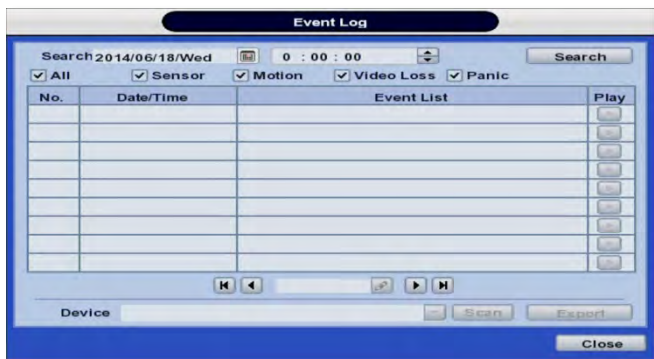 Event Log
Search 2014/06/18/Wed 0 : 00 : 00 Search
All Sensor Motion Video Loss Panic
No. Date/Time Event List Play
Device Scan Export
Close